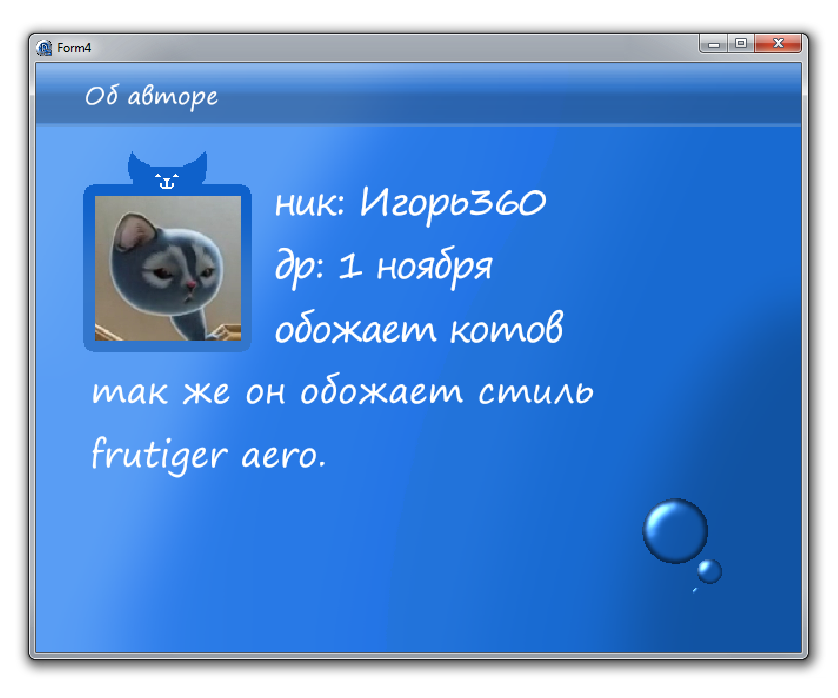 Form4
Об авторе
ник: Игорь360
др: 1 ноября
обожает котов
так же он обожает стиль
frutiger aero.